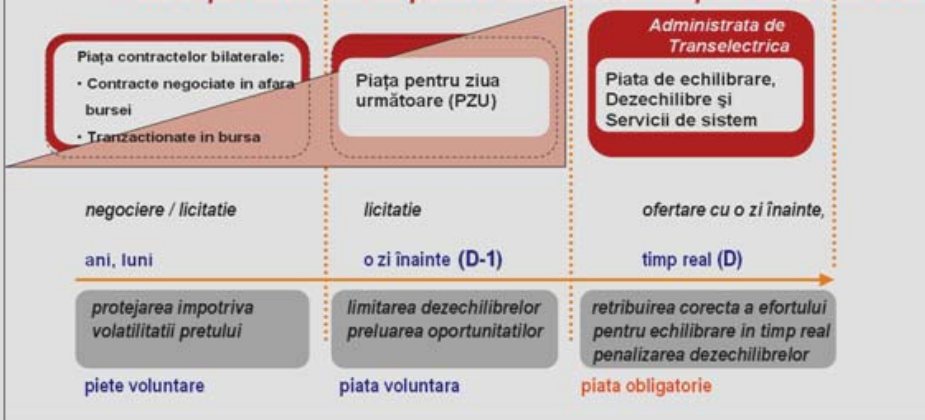 Piața contractelor bilaterale:
• Contracte negociate in afara
bursei
• Tranzactionate in bursa
Piața pentru ziua
următoare (PZU)
Administrata de
Transelectrica
Piata de echilibrare,
Dezechilibre şi
Servicii de sistem
negociere / licitatie
licitatie
ofertare cu o zi înainte,
ani, luni
o zi înainte (D-1)
timp real (D)
protejarea impotriva
volatilitatii pretului
limitarea dezechilibrelor
preluarea oportunitatilor
retribuirea corecta a efortului
pentru echilibrare in timp real
penalizarea dezechilibrelor
piete voluntare
piata voluntara
piata obligatorie